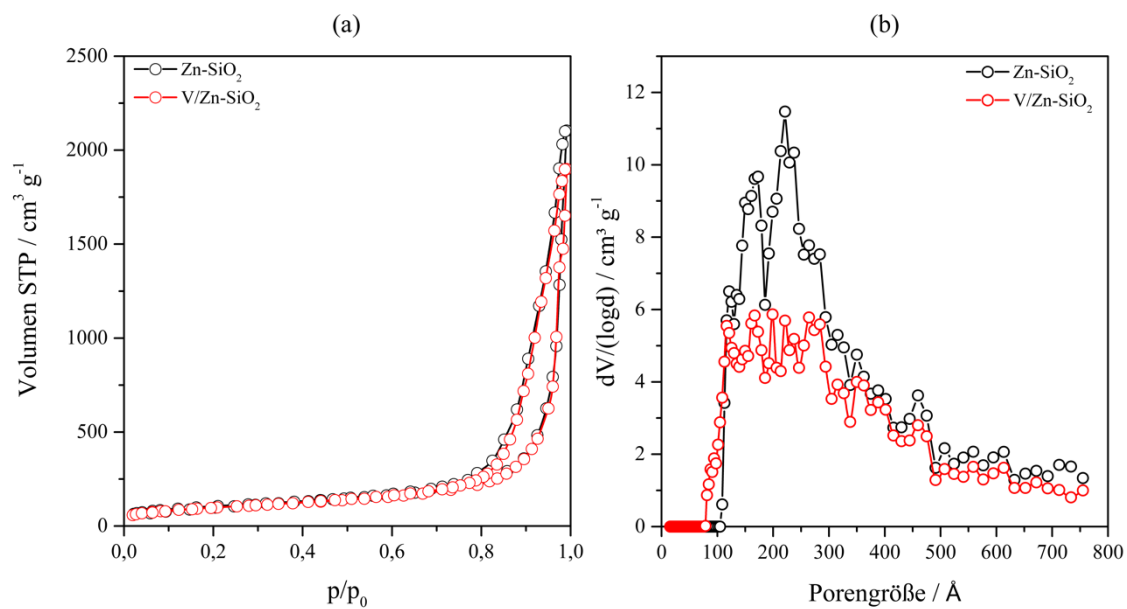 (a)
2500
2000
1500
1000
500
0
Volumen STP / cm³ g⁻¹
Zn-SiO₂
V/Zn-SiO₂
0,0 0,2 0,4 0,6 0,8 1,0
p/p₀
(b)
12
10
8
6
4
2
0
dV/(logd) / cm³ g⁻¹
Zn-SiO₂
V/Zn-SiO₂
0 100 200 300 400 500 600 700 800
Porengröße / Å